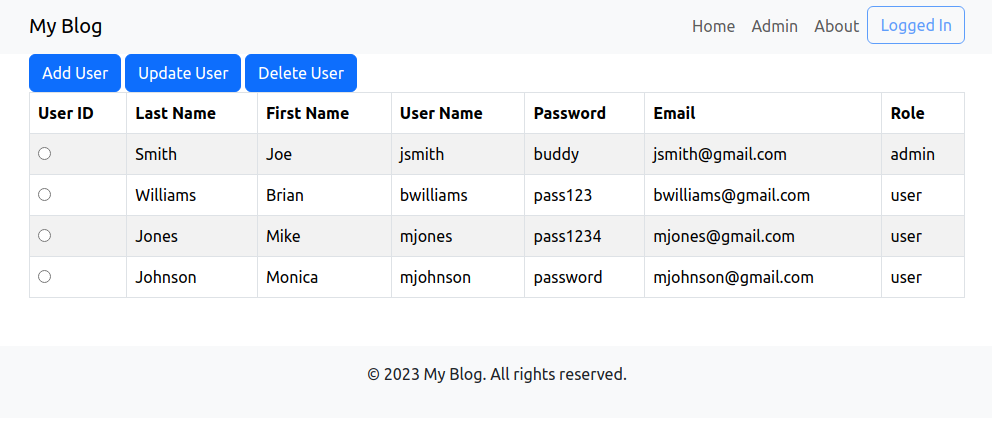 My Blog Home Admin About Logged In
Add User Update User Delete User
User ID Last Name First Name User Name Password Email Role
Smith Joe jsmith buddy jsmith@gmail.com admin
Williams Brian bwilliams pass123 bwilliams@gmail.com user
Jones Mike mjones pass1234 mjones@gmail.com user
Johnson Monica mjohnson password mjohnson@gmail.com user
© 2023 My Blog. All rights reserved.